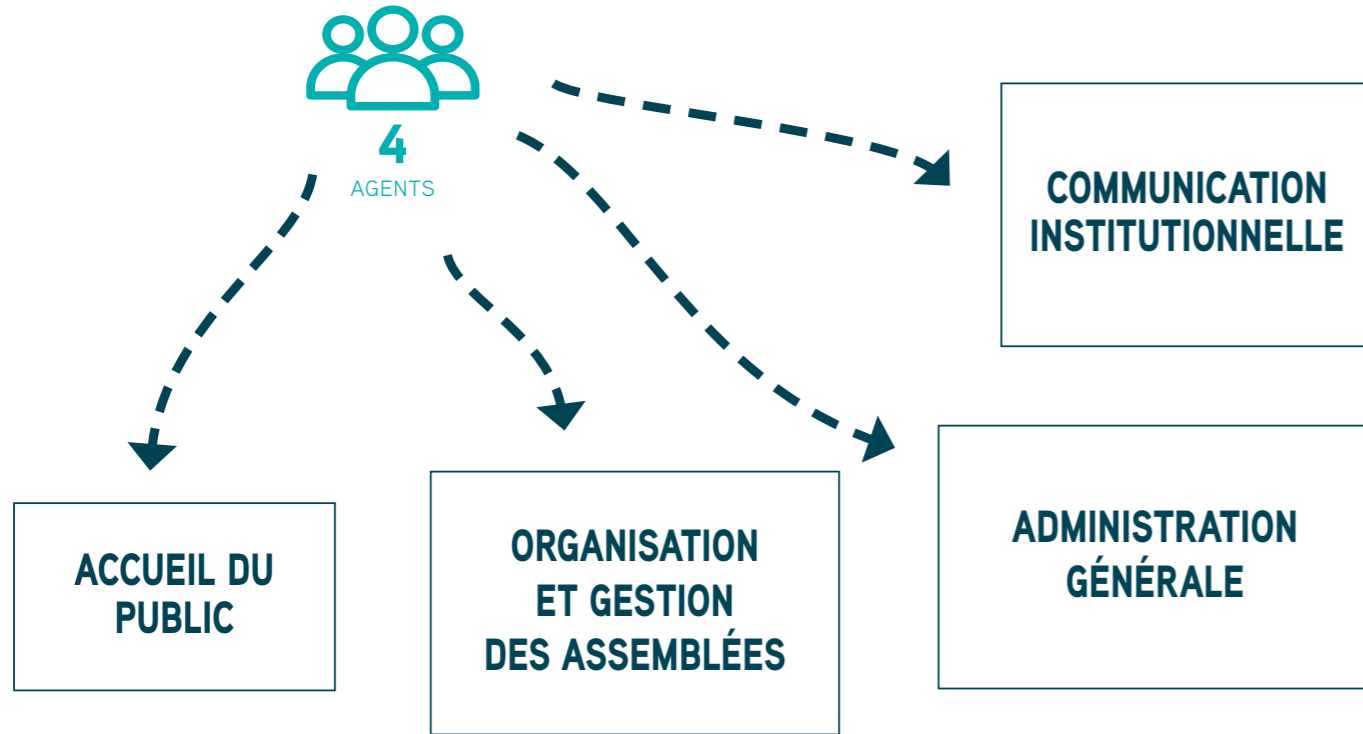 4
AGENTS
COMMUNICATION
INSTITUTIONNELLE
ACCUEIL DU
PUBLIC
ORGANISATION
ET GESTION
DES ASSEMBLÉES
ADMINISTRATION
GÉNÉRALE